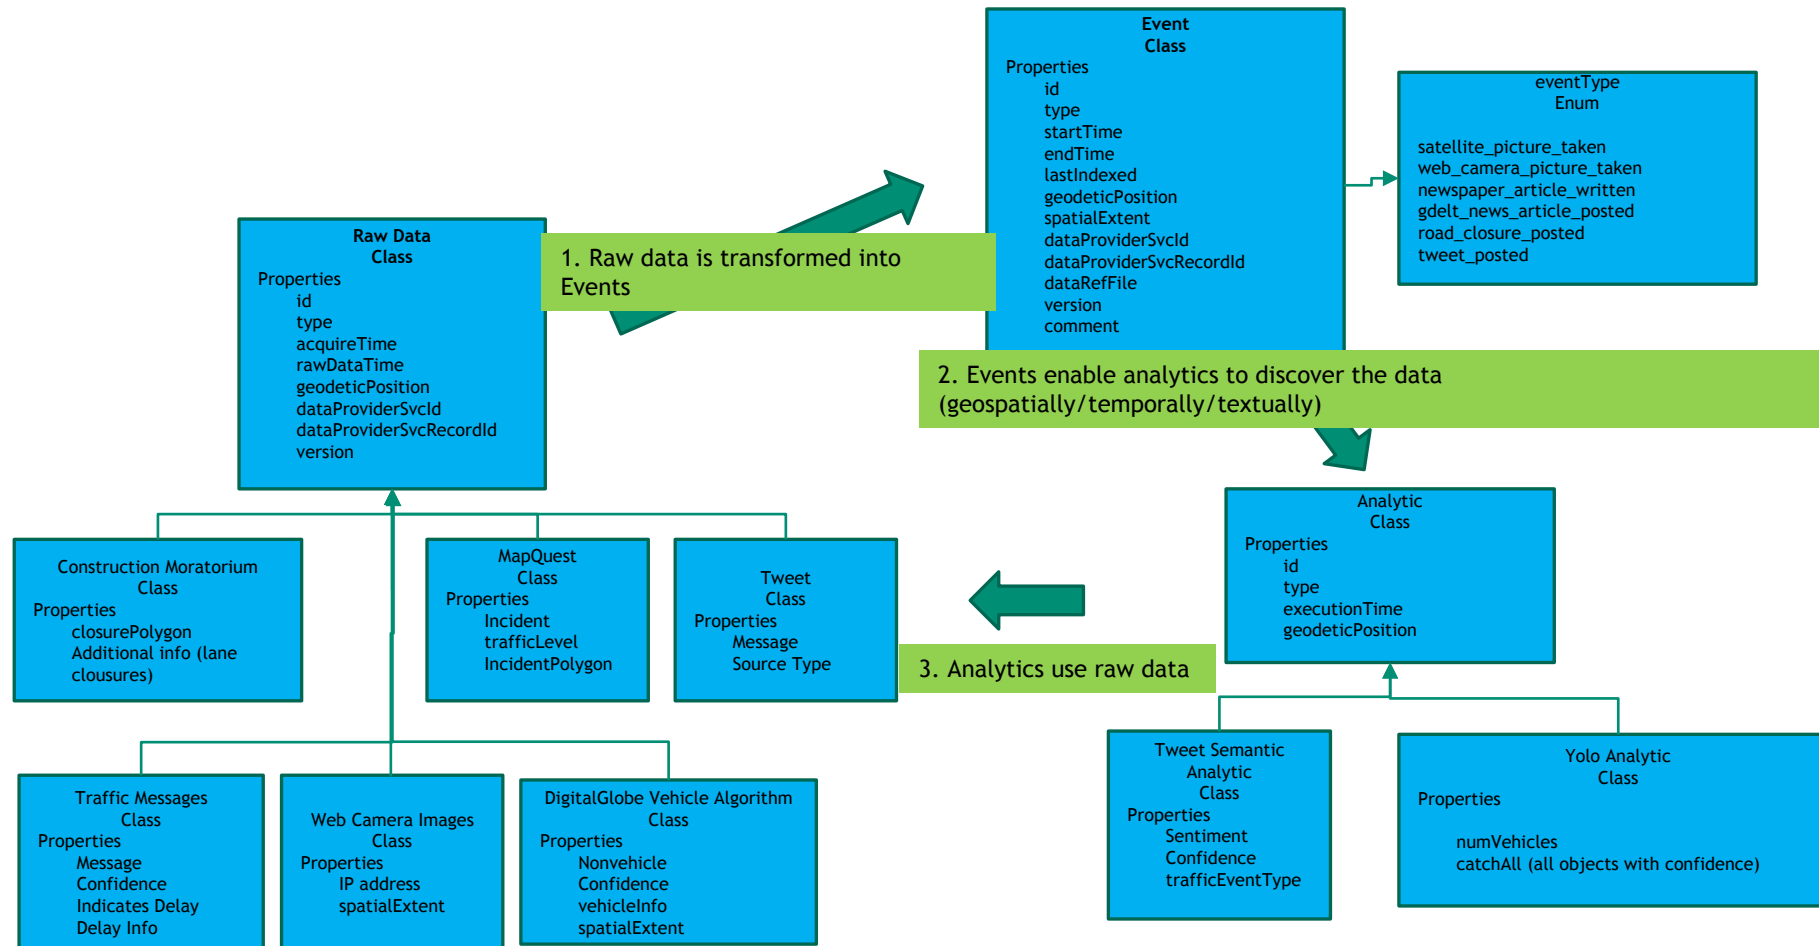 Event
Class
Properties
id
type
startTime
endTime
lastIndexed
geodeticPosition
spatialExtent
dataProviderSvcId
dataProviderSvcRecordId
dataRefFile
version
comment
eventType
Enum
satellite_picture_taken
web_camera_picture_taken
newspaper_article_written
gdelt_news_article_posted
road_closure_posted
tweet_posted
Raw Data
Class
Properties
id
type
acquireTime
rawDataTime
geodeticPosition
dataProviderSvcId
dataProviderSvcRecordId
version
1. Raw data is transformed into
Events
2. Events enable analytics to discover the data
(geospatially/temporally/textually)
Analytic
Class
Properties
id
type
executionTime
geodeticPosition
Construction Moratorium
Class
Properties
closurePolygon
Additional info (lane
clousures)
MapQuest
Class
Properties
Incident
trafficLevel
IncidentPolygon
Tweet
Class
Properties
Message
Source Type
3. Analytics use raw data
Traffic Messages
Class
Properties
Message
Confidence
Indicates Delay
Delay Info
Web Camera Images
Class
Properties
IP address
spatialExtent
DigitalGlobe Vehicle Algorithm
Class
Properties
Nonvehicle
Confidence
vehicleInfo
spatialExtent
Tweet Semantic
Analytic
Class
Properties
Sentiment
Confidence
trafficEventType
Yolo Analytic
Class
Properties
numVehicles
catchAll (all objects with confidence)